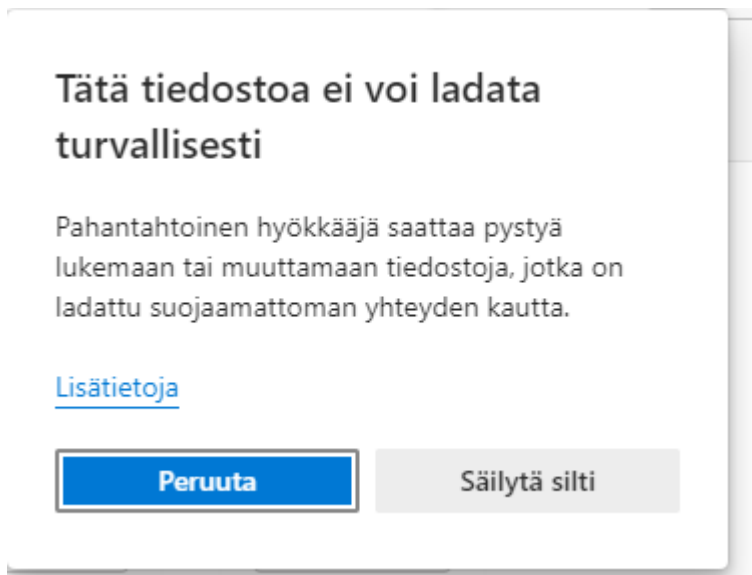 Tätä tiedostoa ei voi ladata
turvallisesti
Pahantahtoinen hyökkääjä saattaa pystyä
lukemaan tai muuttamaan tiedostoja, jotka on
ladattu suojaamattoman yhteyden kautta.
Lisätietoja
Peruuta
Säilytä silti